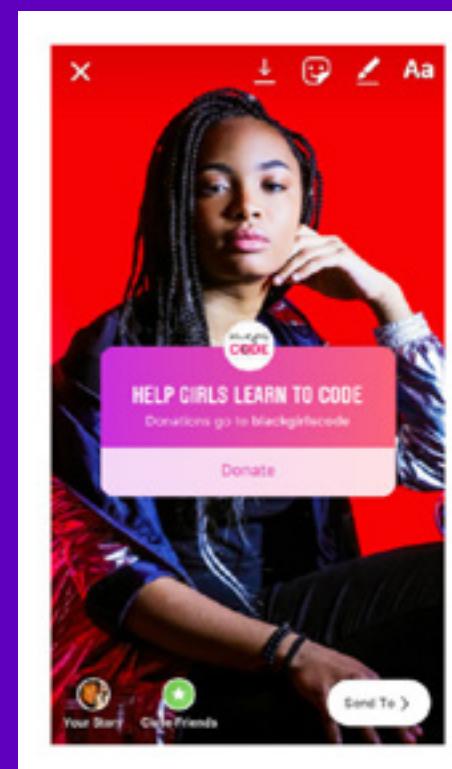 Aa
CODE
HELP GIRLS LEARN TO CODE
Donations go to blackgirlscode
Donate
Your Story Close Friends
Send To